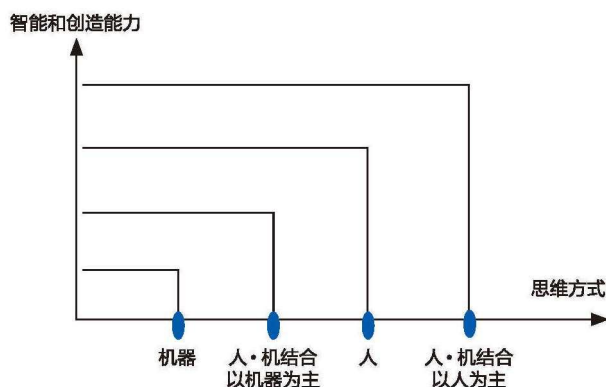 智能和创造能力
思维方式
机器
人·机结合
以机器为主
人
人·机结合
以人为主